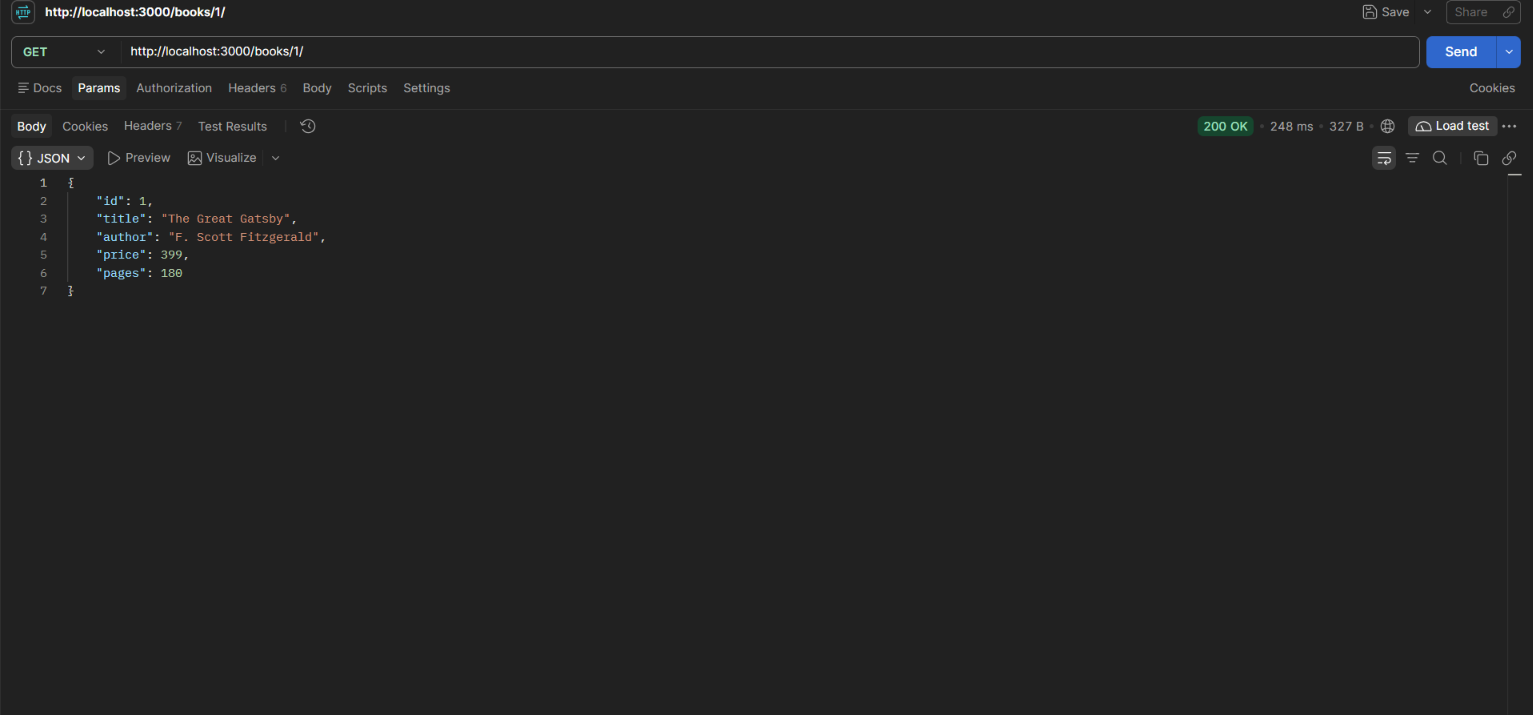 HTTP http://localhost:3000/books/1/ Save Share
GET http://localhost:3000/books/1/ Send
Docs Params Authorization Headers 6 Body Scripts Settings Cookies
Body Cookies Headers 7 Test Results 200 OK • 248 ms • 327 B • Load test •••
{ } JSON Preview Visualize
1 {
2 "id": 1,
3 "title": "The Great Gatsby",
4 "author": "F. Scott Fitzgerald",
5 "price": 399,
6 "pages": 180
7 }